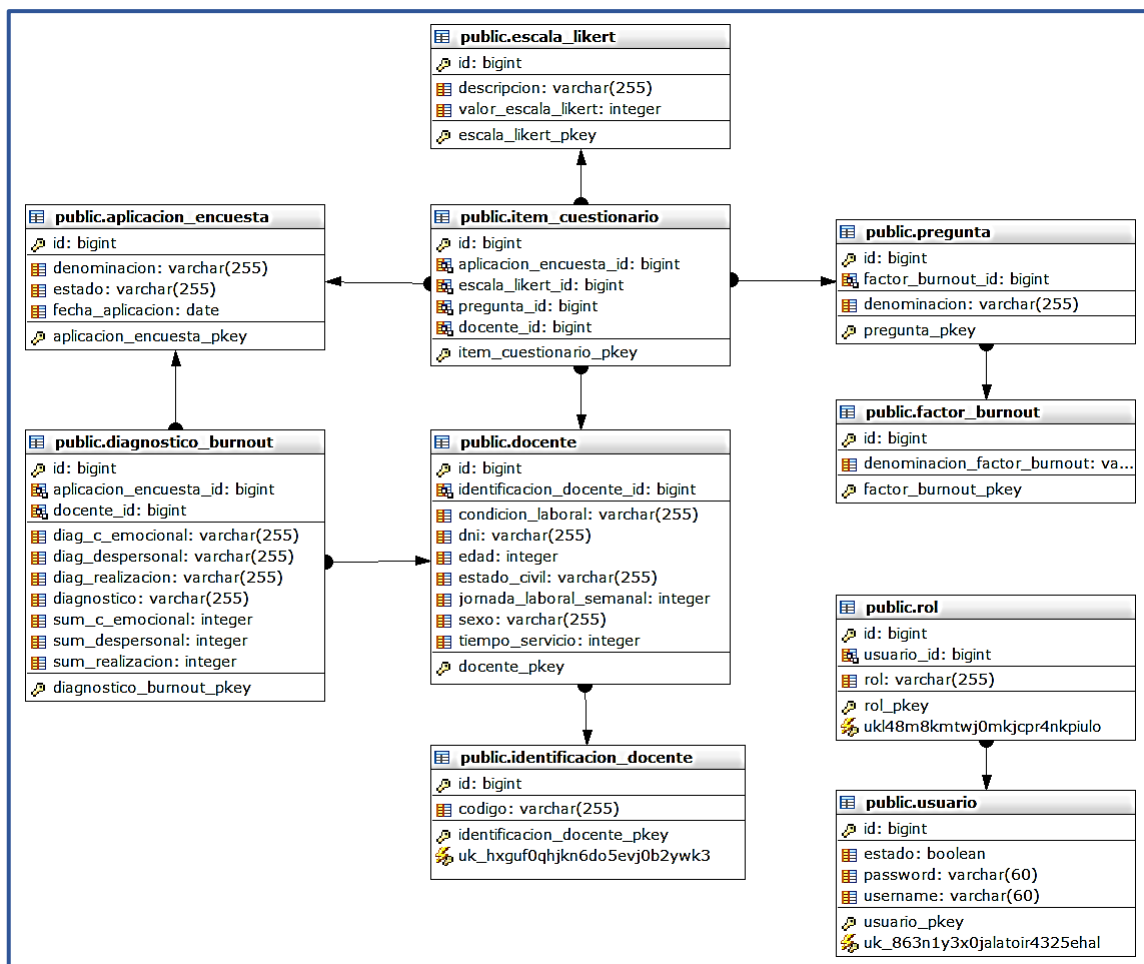 public.escala_likert
id: bigint
descripcion: varchar(255)
valor_escala_likert: integer
escala_likert_pkey
public.aplicacion_encuesta
id: bigint
denominacion: varchar(255)
estado: varchar(255)
fecha_aplicacion: date
aplicacion_encuesta_pkey
public.item_cuestionario
id: bigint
aplicacion_encuesta_id: bigint
escala_likert_id: bigint
pregunta_id: bigint
docente_id: bigint
item_cuestionario_pkey
public.pregunta
id: bigint
factor_burnout_id: bigint
denominacion: varchar(255)
pregunta_pkey
public.factor_burnout
id: bigint
denominacion_factor_burnout: va...
factor_burnout_pkey
public.diagnostico_burnout
id: bigint
aplicacion_encuesta_id: bigint
docente_id: bigint
diag_c_emocional: varchar(255)
diag_despersonal: varchar(255)
diag_realizacion: varchar(255)
diagnostico: varchar(255)
sum_c_emocional: integer
sum_despersonal: integer
sum_realizacion: integer
diagnostico_burnout_pkey
public.docente
id: bigint
identificacion_docente_id: bigint
condicion_laboral: varchar(255)
dni: varchar(255)
edad: integer
estado_civil: varchar(255)
jornada_laboral_semanal: integer
sexo: varchar(255)
tiempo_servicio: integer
docente_pkey
public.rol
id: bigint
usuario_id: bigint
rol: varchar(255)
rol_pkey
ukl48m8kmtwj0mkjcpr4nkpiulo
public.identificacion_docente
id: bigint
codigo: varchar(255)
identificacion_docente_pkey
uk_hxguf0qhjkn6do5evj0b2ywk3
public.usuario
id: bigint
estado: boolean
password: varchar(60)
username: varchar(60)
usuario_pkey
uk_863n1y3x0jalatoir4325ehal